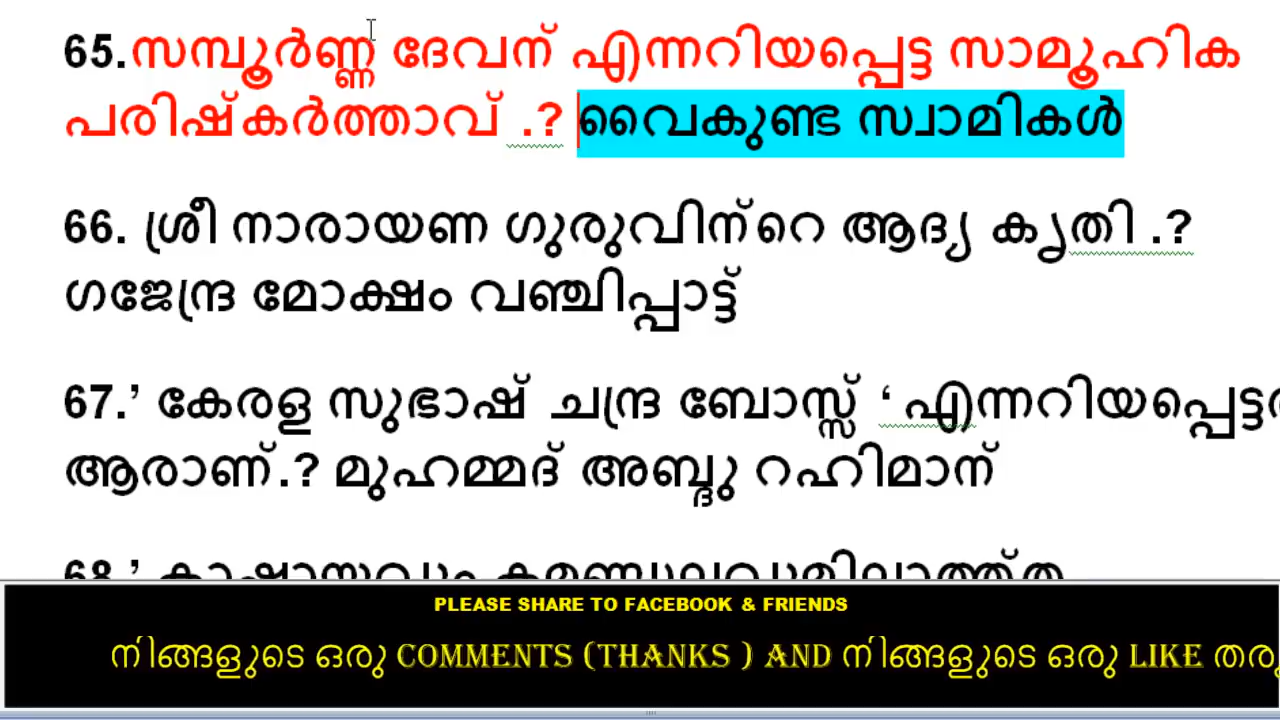 65.സമ്പൂർണ്ണ ദേവന് എന്നറിയപ്പെട്ട സാമൂഹിക
പരിഷ്കർത്താവ് .? വൈകുണ്ട സ്വാമികൾ
66. ശ്രീ നാരായണ ഗുരുവിന്റെ ആദ്യ കൃതി .?
ഗജേന്ദ്ര മോക്ഷം വഞ്ചിപ്പാട്ട്
67.’ കേരള സുഭാഷ് ചന്ദ്ര ബോസ്സ് ‘ എന്നറിയപ്പെട്ട
ആരാണ്.? മുഹമ്മദ് അബ്ദു റഹിമാന്
68.’
PLEASE SHARE TO FACEBOOK & FRIENDS
നിങ്ങളുടെ ഒരു COMMENTS (THANKS ) AND നിങ്ങളുടെ ഒരു LIKE